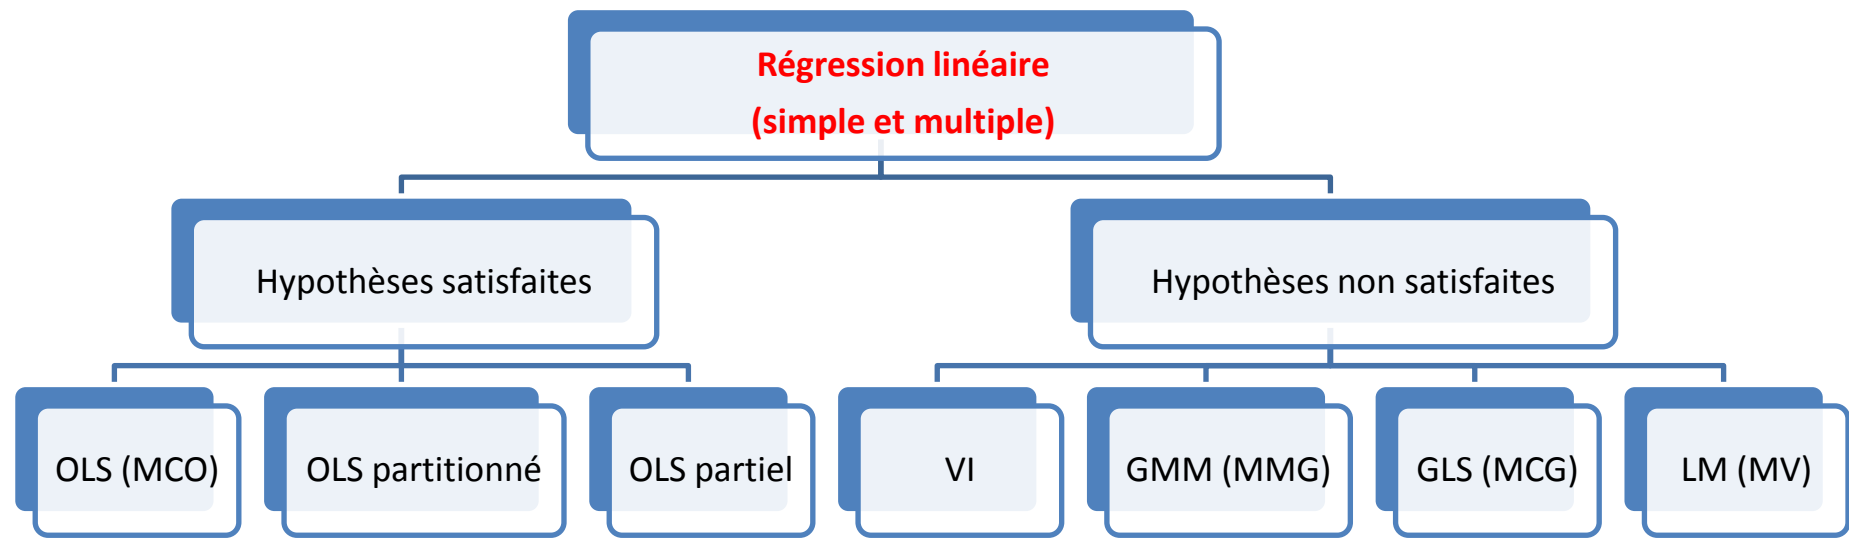 Régression linéaire
(simple et multiple)
Hypothèses satisfaites
Hypothèses non satisfaites
OLS (MCO)
OLS partitionné
OLS partiel
VI
GMM (MMG)
GLS (MCG)
LM (MV)